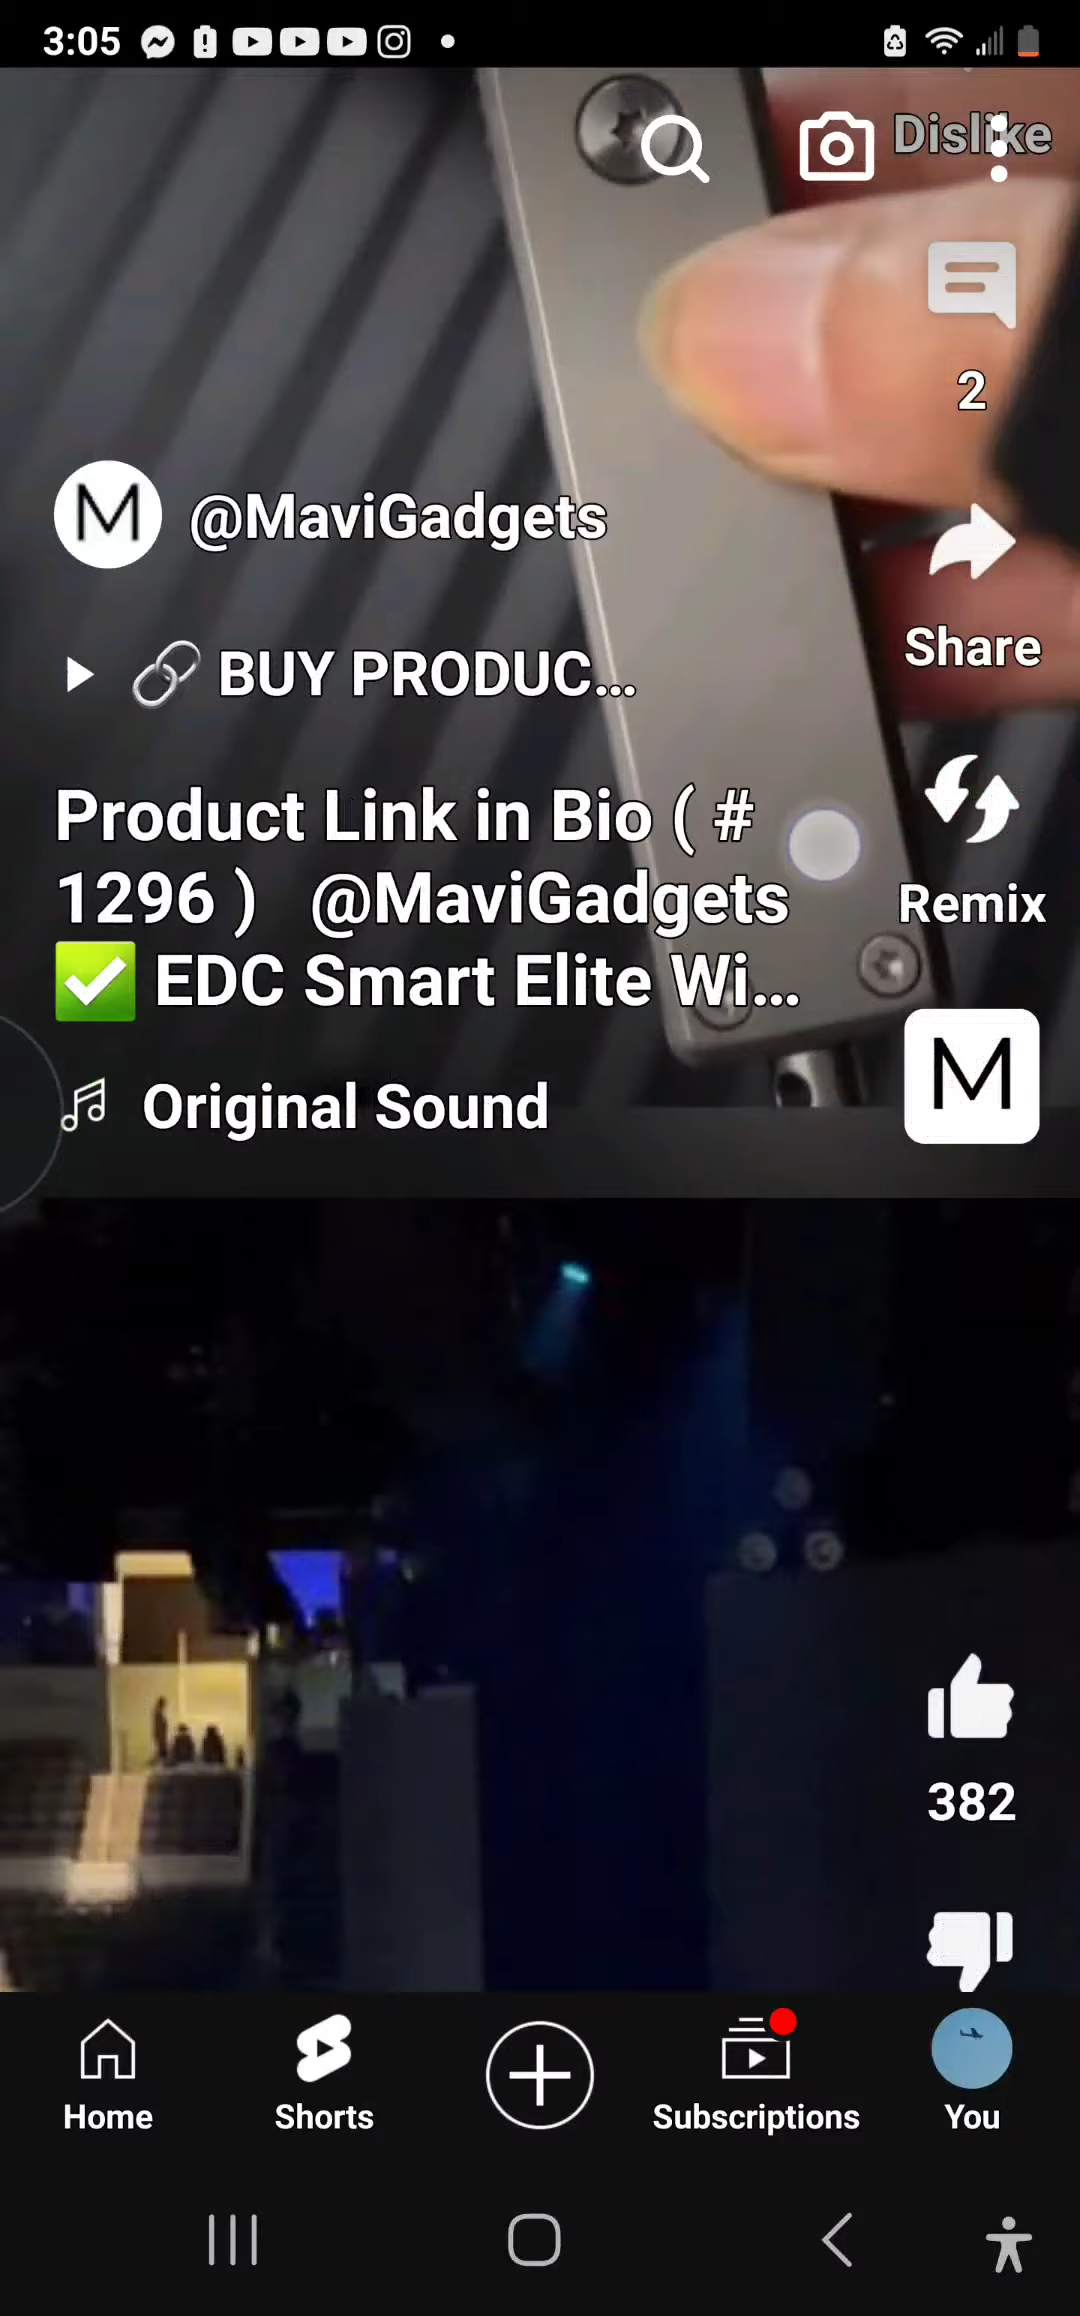 3:05
Dislike
2
M @MaviGadgets
Share
🔗 BUY PRODUC...
Product Link in Bio ( #
1296 ) @MaviGadgets
Remix
✅ EDC Smart Elite Wi...
M
Original Sound
382
Home
Shorts
Subscriptions
You